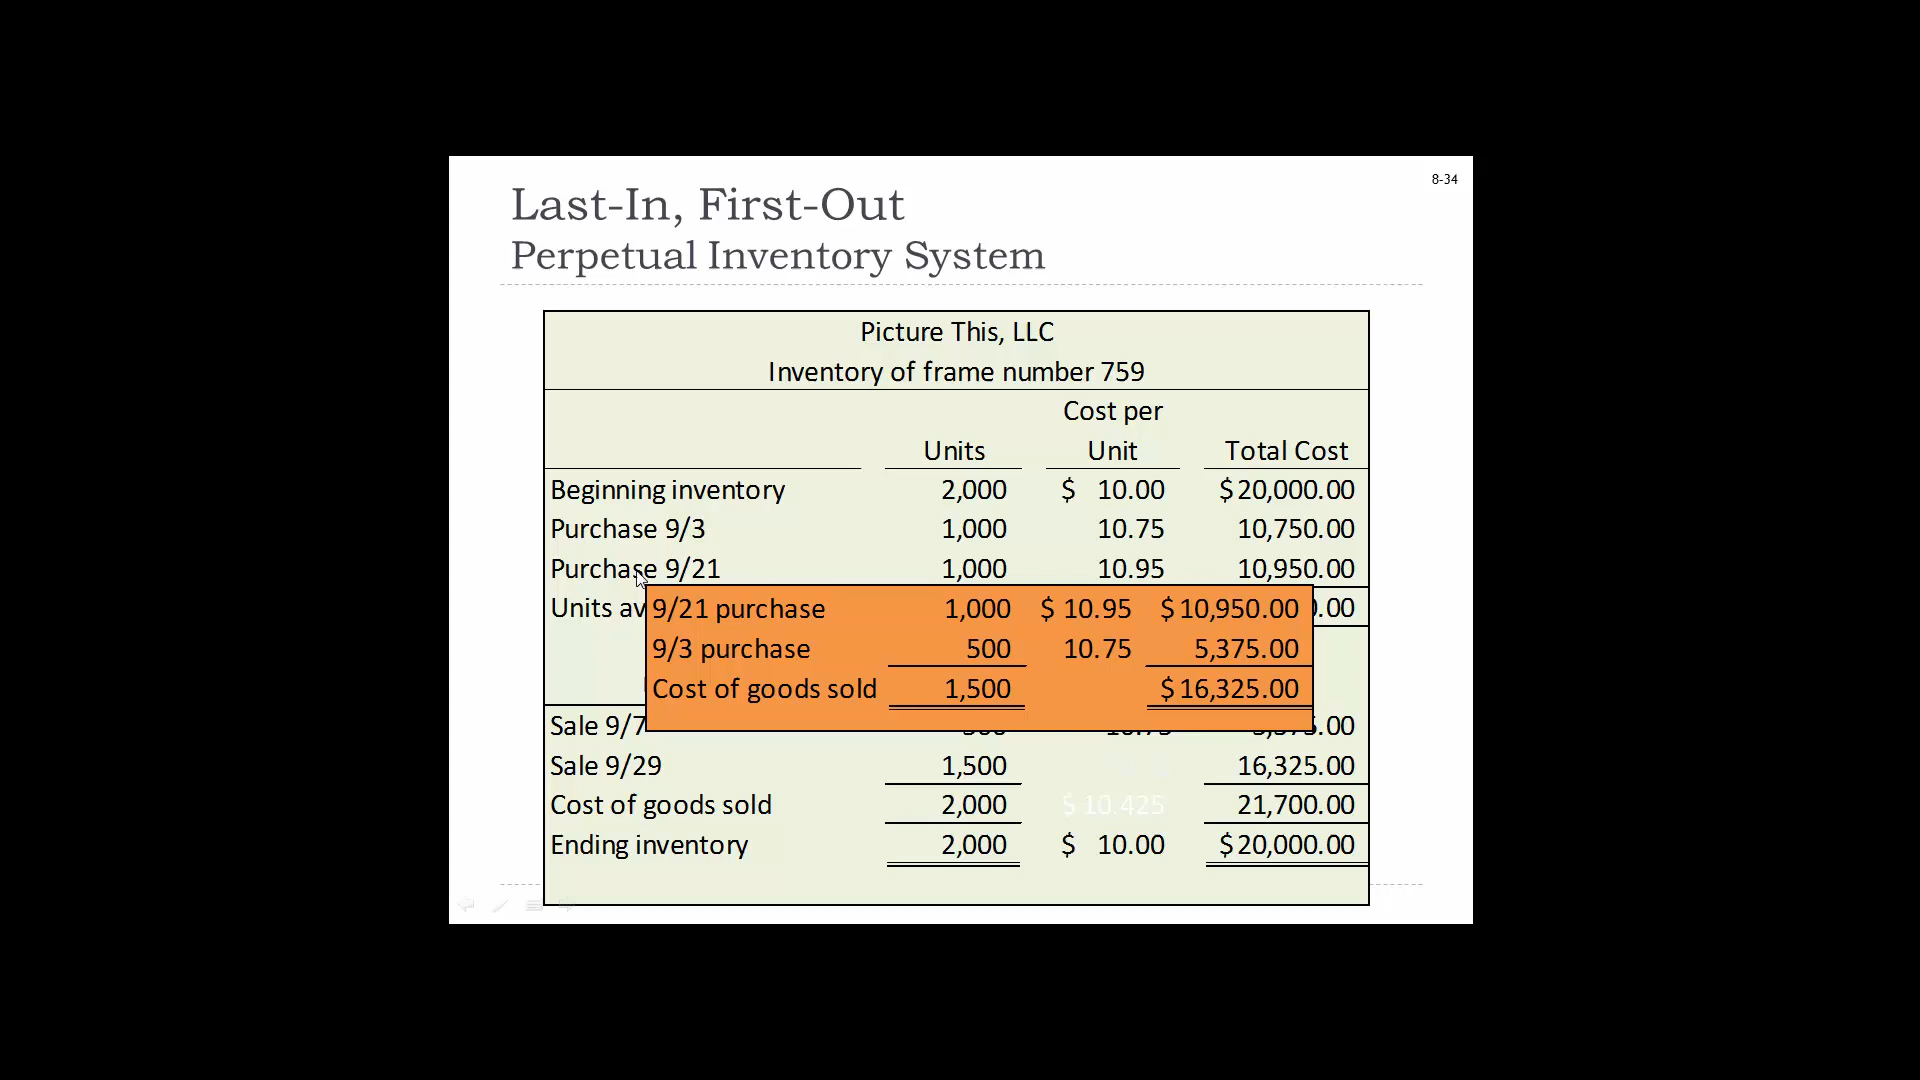 8-34
Last-In, First-Out
Perpetual Inventory System
Picture This, LLC
Inventory of frame number 759
Cost per
Units Unit Total Cost
Beginning inventory 2,000 $ 10.00 $20,000.00
Purchase 9/3 1,000 10.75 10,750.00
Purchase 9/21 1,000 10.95 10,950.00
Units 9/21 purchase 1,000 $ 10.95 $10,950.00
9/3 purchase 500 10.75 5,375.00
Cost of goods sold 1,500 $16,325.00
Sale 9/7
Sale 9/29 1,500 16,325.00
Cost of goods sold 2,000 $ 10.425 21,700.00
Ending inventory 2,000 $ 10.00 $20,000.00